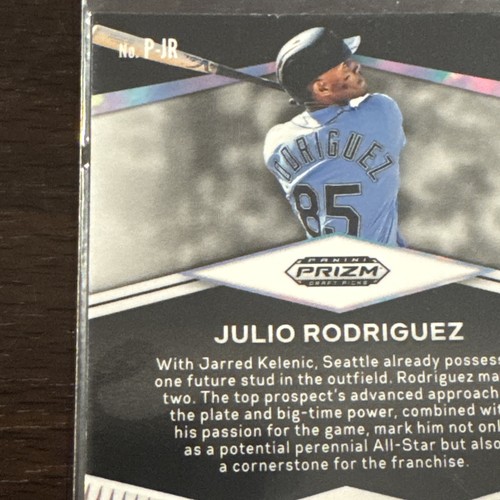 No. P-JR
RODRIGUEZ
85
PANINI
PRIZM
DRAFT PICKS
JULIO RODRIGUEZ
With Jarred Kelenic, Seattle already possess
one future stud in the outfield. Rodriguez ma
two. The top prospect's advanced approach
the plate and big-time power, combined wi
his passion for the game, mark him not onl
as a potential perennial All-Star but also
a cornerstone for the franchise.